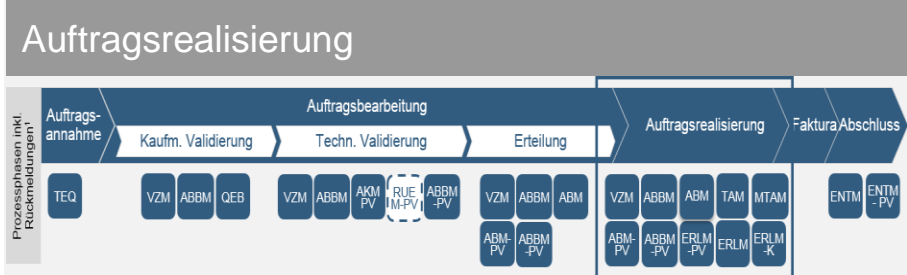 Auftragsrealisierung
Prozessphasen inkl.
Rückmeldungen¹
Auftrags-
annahme
Auftragsbearbeitung
Kaufm. Validierung
Techn. Validierung
Erteilung
Auftragsrealisierung
Faktura
Abschluss
TEQ
VZM ABBM QEB
VZM ABBM AKM PV RUE M-PV ABBM -PV
VZM ABBM ABM
ABM- PV ABBM -PV
VZM ABBM ABM TAM MTAM
ABM- PV ABBM -PV ERLM -PV ERLM ERLM -K
ENTM ENTM - PV